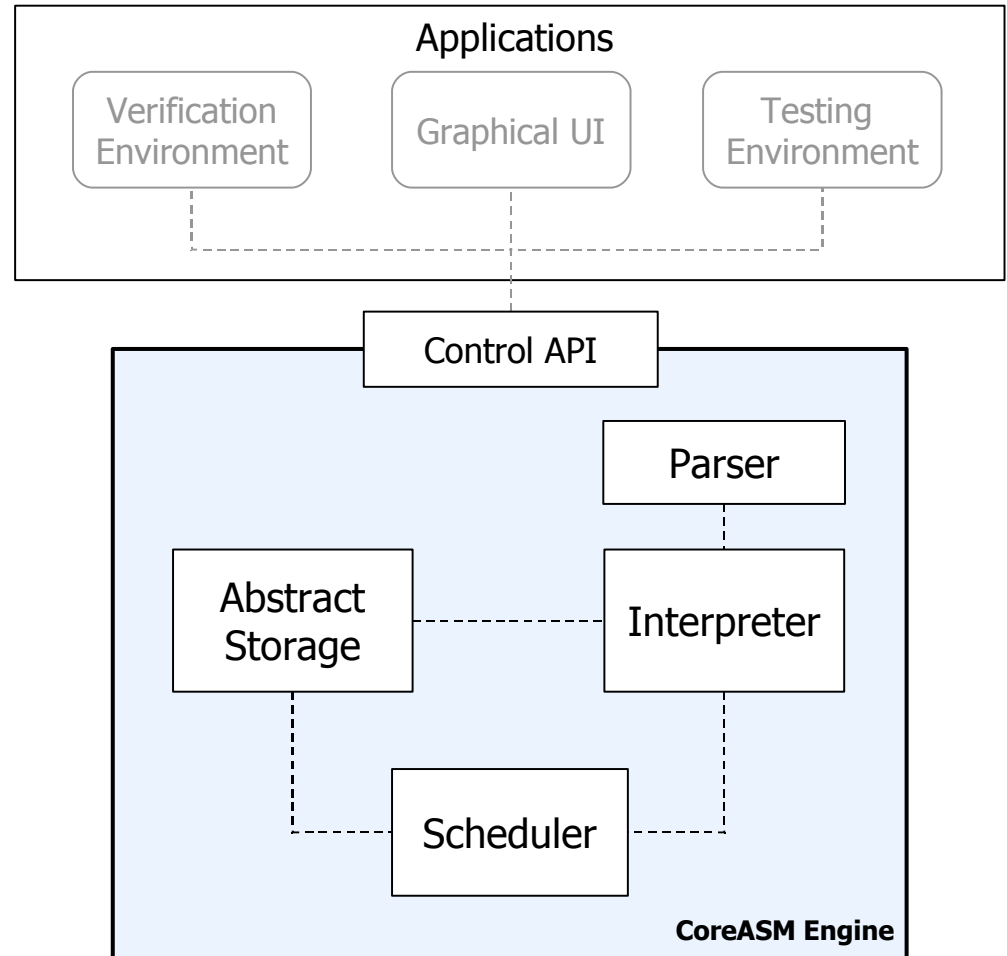 Applications
Verification
Environment
Graphical UI
Testing
Environment
Control API
Parser
Abstract
Storage
Interpreter
Scheduler
CoreASM Engine